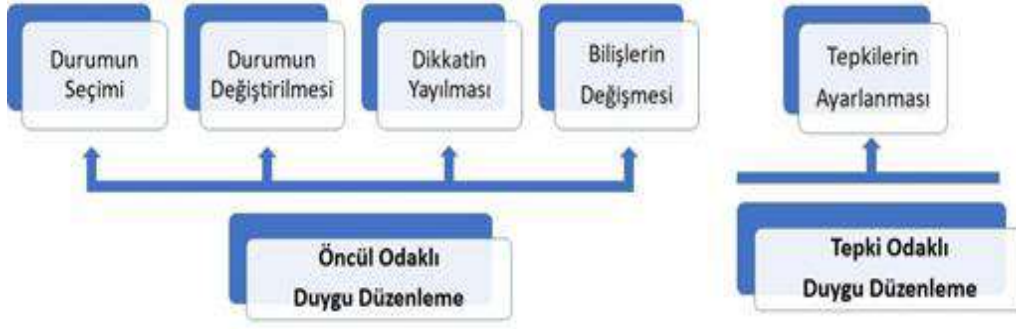 Durumun
Seçimi
Durumun
Değiştirilmesi
Dikkatin
Yayılması
Bilişlerin
Değişmesi
Tepkilerin
Ayarlanması
Öncül Odaklı
Duygu Düzenleme
Tepki Odaklı
Duygu Düzenleme